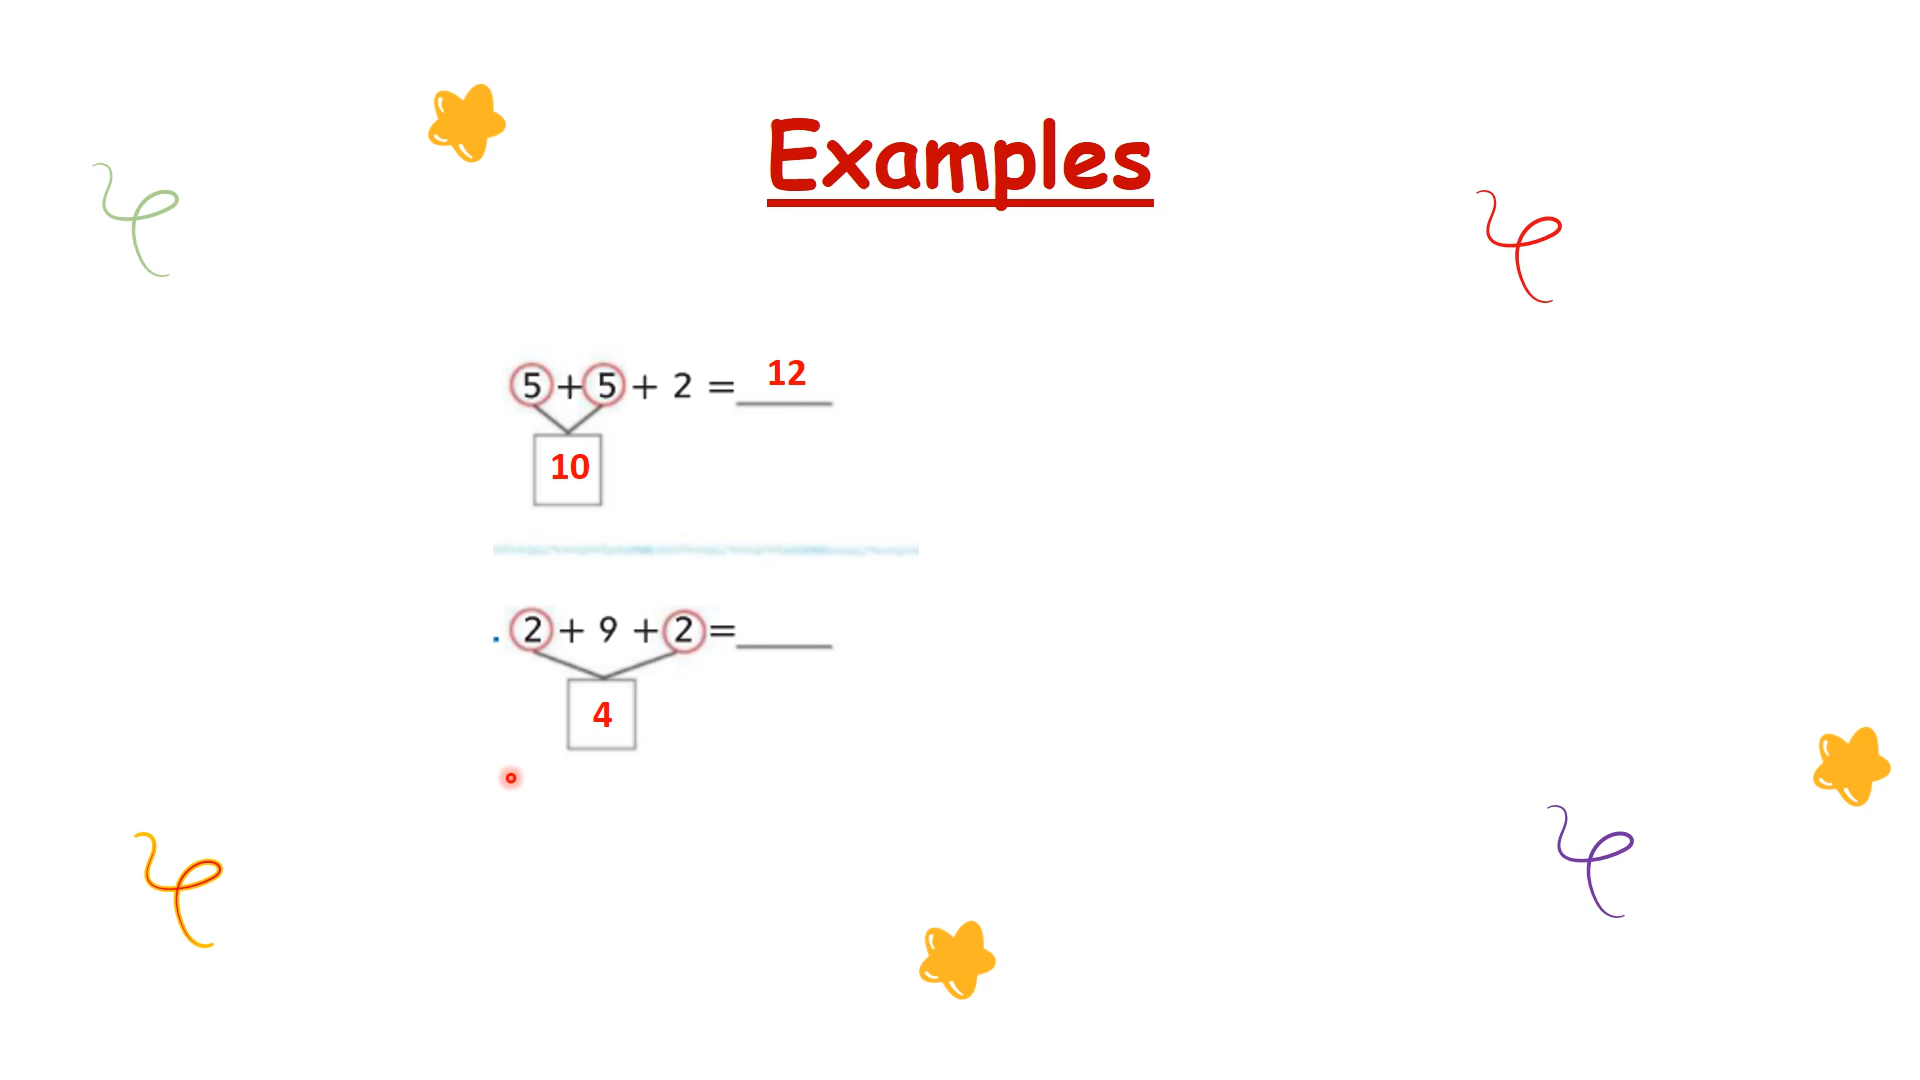 Examples
5 + 5 + 2 = 12
10
. 2 + 9 + 2 =
4